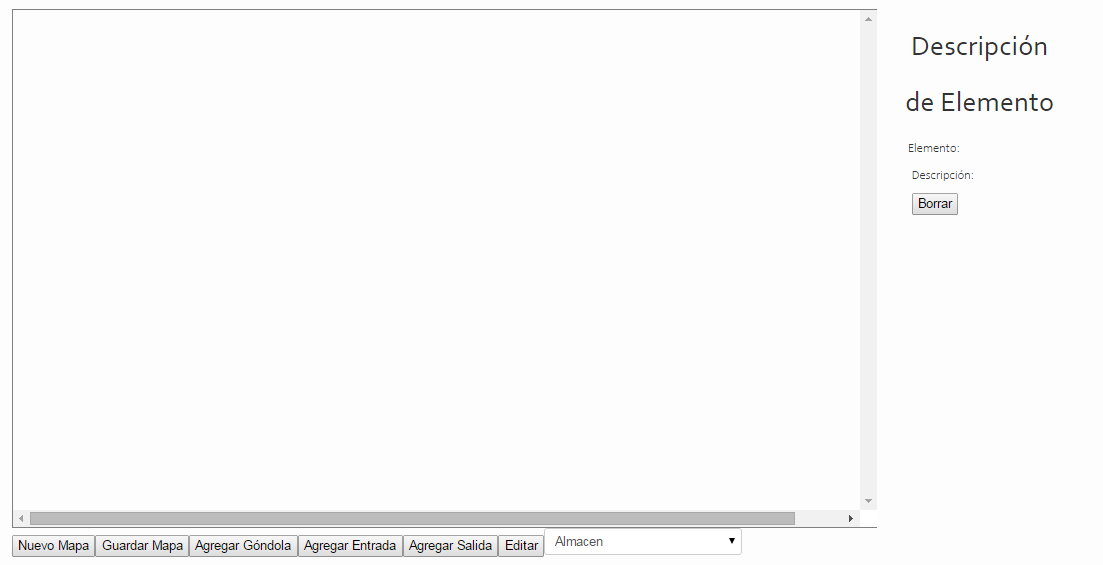 Descripción
de Elemento
Elemento:
Descripción:
Borrar
Nuevo Mapa Guardar Mapa Agregar Góndola Agregar Entrada Agregar Salida Editar Almacen